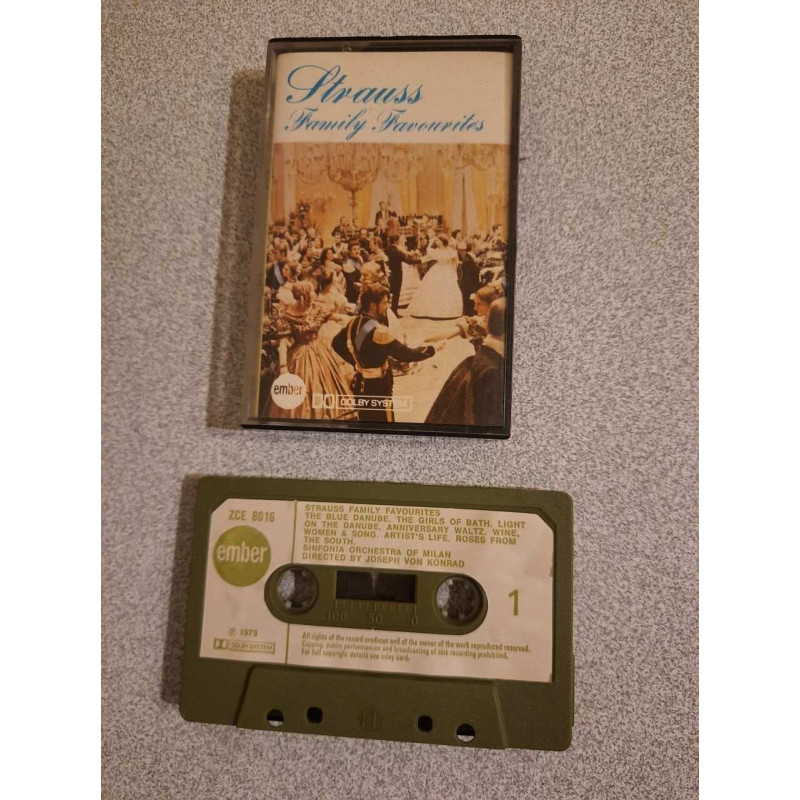 Strauss
Family Favourites
ember
DOLBY SYSTEM
ZCE 8016
STRAUSS FAMILY FAVOURITES
THE BLUE DANUBE. THE GIRLS OF BATH. LIGHT
ON THE DANUBE. ANNIVERSARY WALTZ. WINE,
WOMEN & SONG. ARTIST'S LIFE. ROSES FROM
THE SOUTH.
SINFONIA ORCHESTRA OF MILAN
DIRECTED BY JOSEPH VON KONRAD
ember
1
100 50 0
℗ 1973
DOLBY SYSTEM
All rights of the record producer and of the owner of the work reproduced reserved.
Copying, public performances and broadcasting of this recording prohibited.
For full copyright details see inlay card.